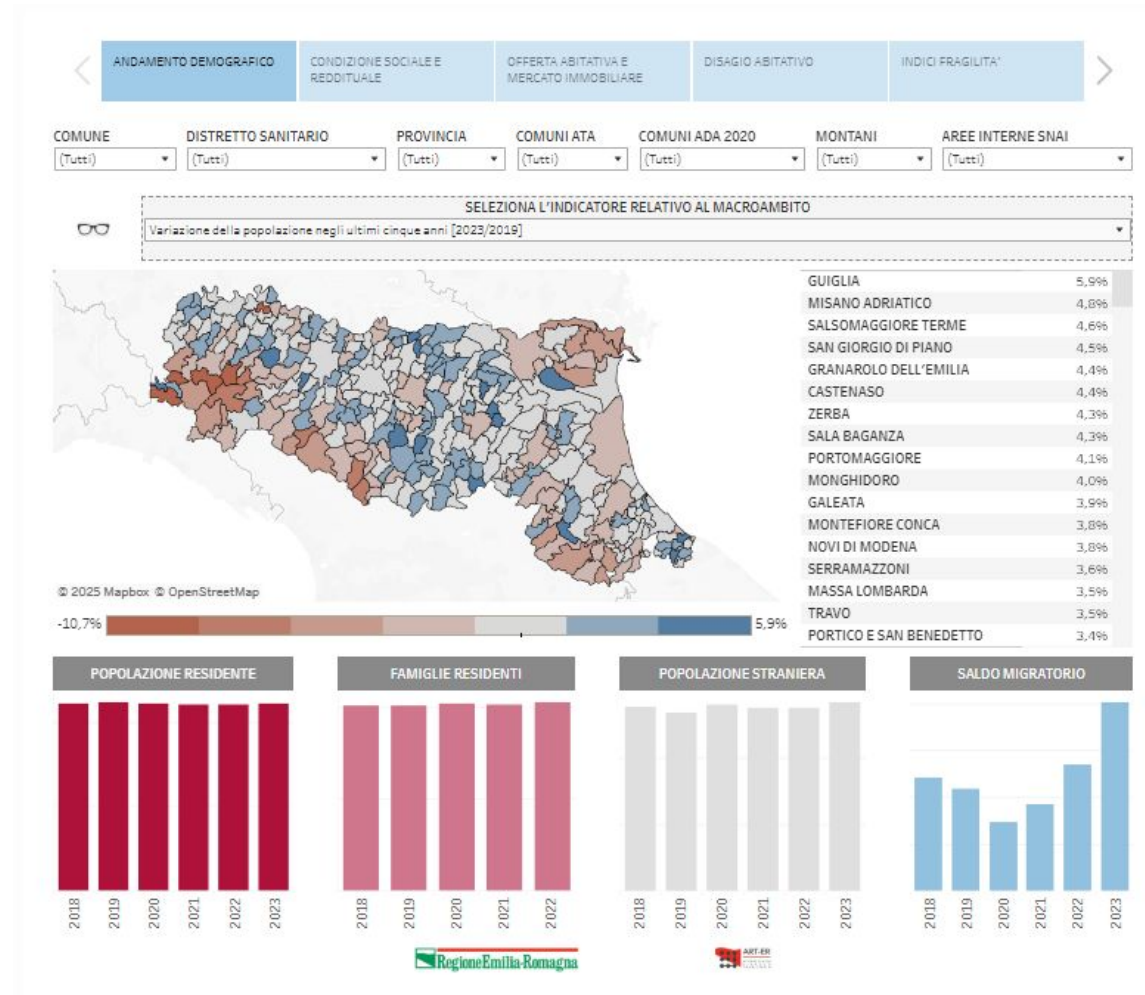 ANDAMENTO DEMOGRAFICO
CONDIZIONE SOCIALE E
REDDITUALE
OFFERTA ABITATIVA E
MERCATO IMMOBILIARE
DISAGIO ABITATIVO
INDICI FRAGILITA'
COMUNE
DISTRETTO SANITARIO
PROVINCIA
COMUNI ATA
COMUNI ADA 2020
MONTANI
AREE INTERNE SNAI
(Tutti)
(Tutti)
(Tutti)
(Tutti)
(Tutti)
(Tutti)
(Tutti)
SELEZIONA L'INDICATORE RELATIVO AL MACROAMBITO
Variazione della popolazione negli ultimi cinque anni [2023/2019]
GUIGLIA 5,9%
MISANO ADRIATICO 4,8%
SALSOMAGGIORE TERME 4,6%
SAN GIORGIO DI PIANO 4,5%
GRANAROLO DELL'EMILIA 4,4%
CASTENASO 4,4%
ZERBA 4,3%
SALA BAGANZA 4,3%
PORTOMAGGIORE 4,1%
MONGHIDORO 4,0%
GALEATA 3,9%
MONTEFIORE CONCA 3,8%
NOVI DI MODENA 3,8%
SERRAMAZZONI 3,6%
MASSA LOMBARDA 3,5%
TRAVO 3,5%
PORTICO E SAN BENEDETTO 3,4%
© 2025 Mapbox © OpenStreetMap
-10,7% 5,9%
POPOLAZIONE RESIDENTE
2018 2019 2020 2021 2022 2023
FAMIGLIE RESIDENTI
2018 2019 2020 2021 2022
POPOLAZIONE STRANIERA
2018 2019 2020 2021 2022 2023
SALDO MIGRATORIO
2018 2019 2020 2021 2022 2023
RegioneEmilia-Romagna
ART-ER